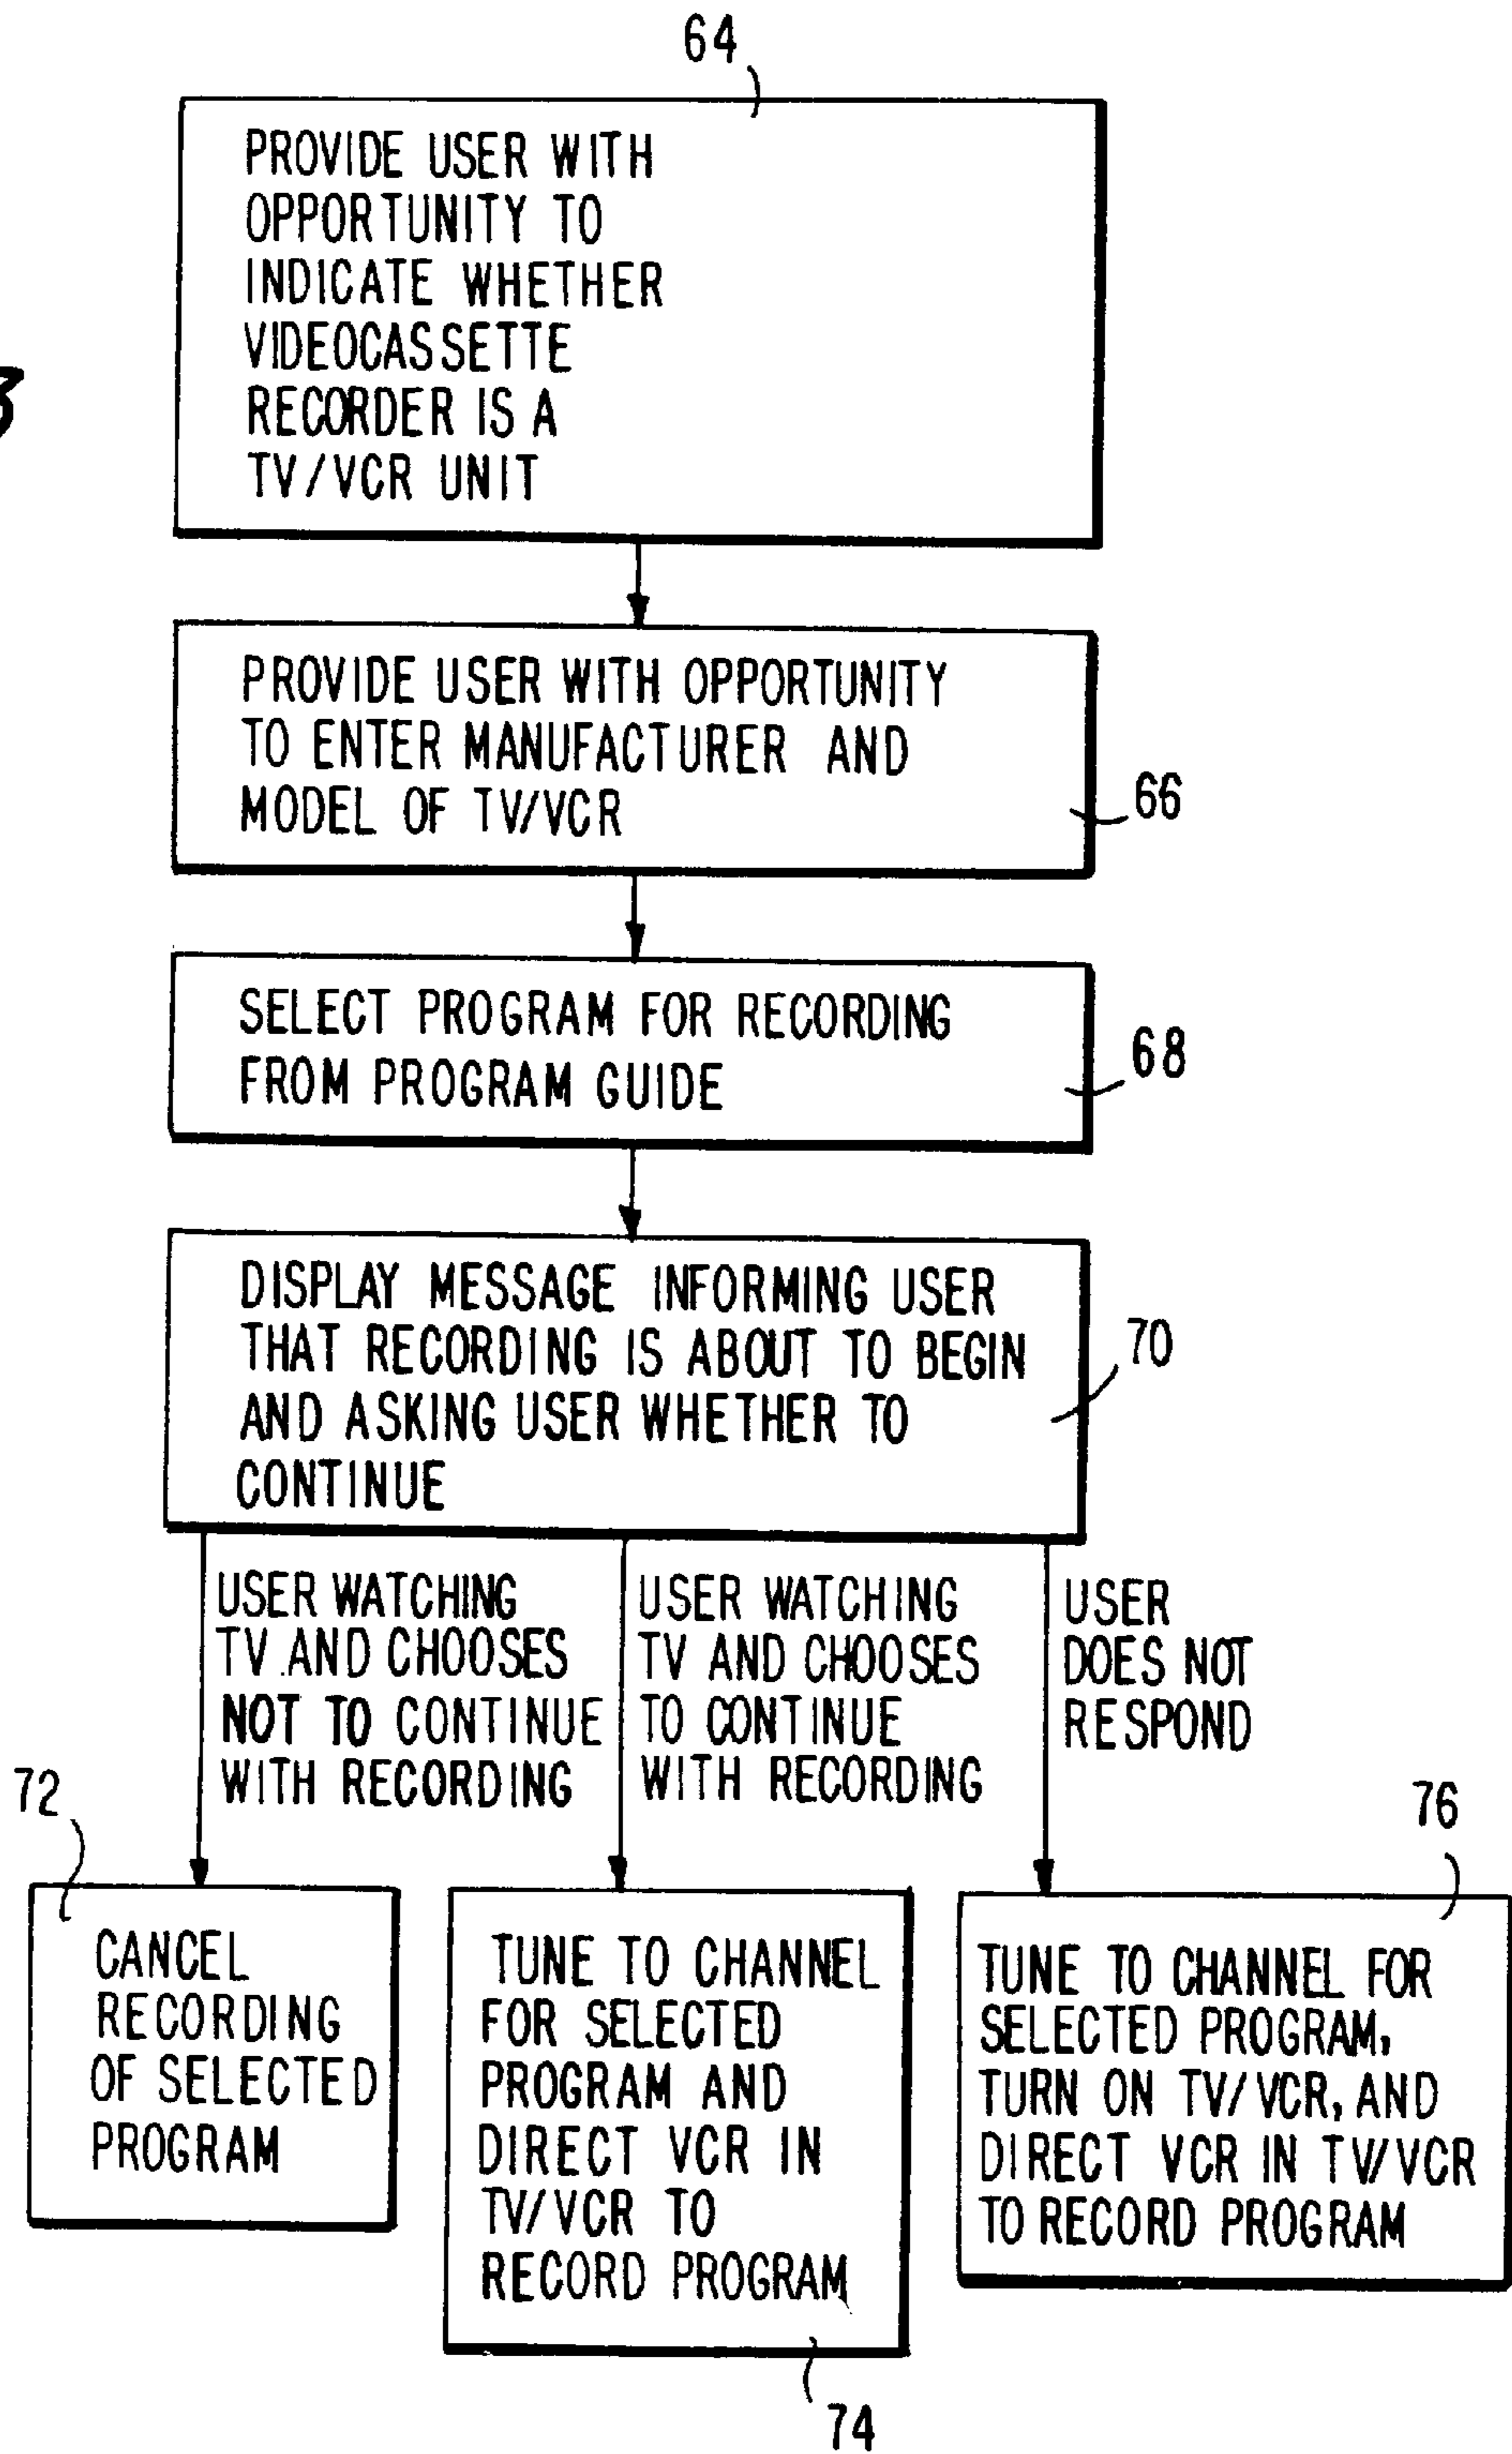 64
PROVIDE USER WITH
OPPORTUNITY TO
INDICATE WHETHER
VIDEOCASSETTE
RECORDER IS A
TV/VCR UNIT
3
PROVIDE USER WITH OPPORTUNITY
TO ENTER MANUFACTURER AND
MODEL OF TV/VCR
66
SELECT PROGRAM FOR RECORDING
FROM PROGRAM GUIDE
68
DISPLAY MESSAGE INFORMING USER
THAT RECORDING IS ABOUT TO BEGIN
AND ASKING USER WHETHER TO
CONTINUE
70
USER WATCHING
TV AND CHOOSES
NOT TO CONTINUE
WITH RECORDING
USER WATCHING
TV AND CHOOSES
TO CONTINUE
WITH RECORDING
USER
DOES NOT
RESPOND
72
CANCEL
RECORDING
OF SELECTED
PROGRAM
TUNE TO CHANNEL
FOR SELECTED
PROGRAM AND
DIRECT VCR IN
TV/VCR TO
RECORD PROGRAM
74
76
TUNE TO CHANNEL FOR
SELECTED PROGRAM,
TURN ON TV/VCR, AND
DIRECT VCR IN TV/VCR
TO RECORD PROGRAM